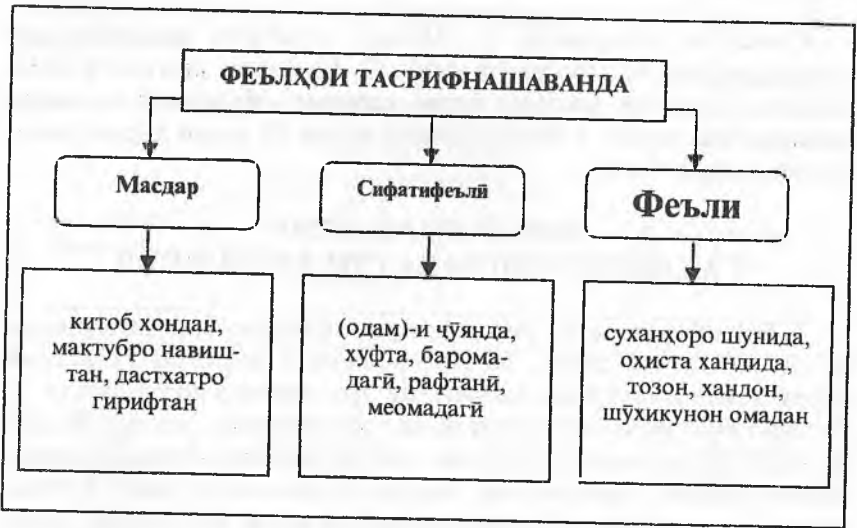 ФЕЪЛҲОИ ТАСРИФНАШАВАНДА
Масдар
Сифатифеълӣ
Феъли
китоб хондан,
мактубро навиш-
тан, дастхатро
гирифтан
(одам)-и ҷӯянда,
хуфта, барома-
дагӣ, рафтанӣ,
меомадагӣ
суханҳоро шунида,
оҳиста хандида,
тозон, хандон,
шӯхикунон омадан